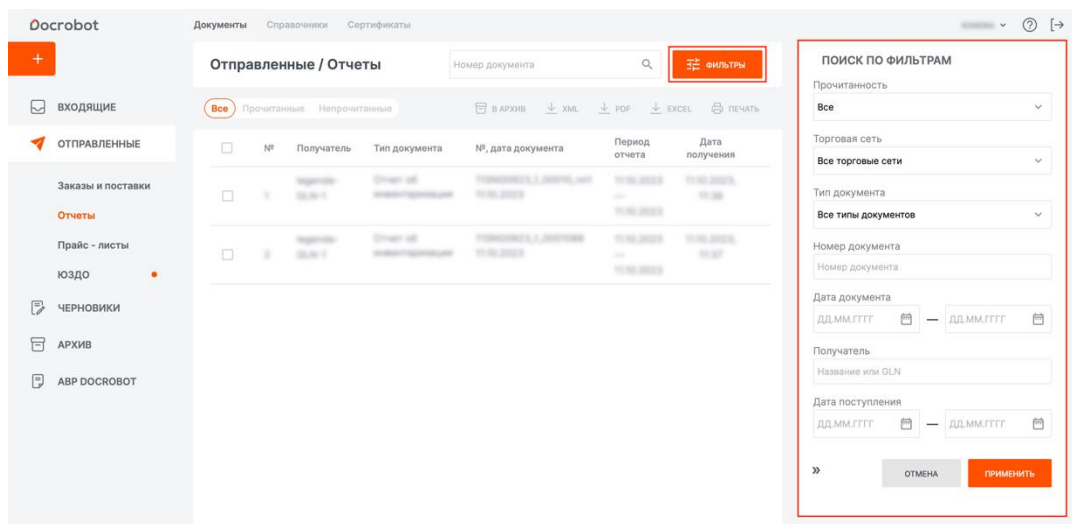 Docrobot
Документы Справочники Сертификаты
+
ВХОДЯЩИЕ
ОТПРАВЛЕННЫЕ
Заказы и поставки
Отчеты
Прайс - листы
ЮЗДО
ЧЕРНОВИКИ
АРХИВ
АВР DOCROBOT
Отправленные / Отчеты
Номер документа
ФИЛЬТРЫ
Все Прочитанные Непрочитанные
В АРХИВ XML PDF EXCEL ПЕЧАТЬ
№ Получатель Тип документа №, дата документа Период отчета Дата получения
ПОИСК ПО ФИЛЬТРАМ
Прочитанность
Все
Торговая сеть
Все торговые сети
Тип документа
Все типы документов
Номер документа
Номер документа
Дата документа
ДД.ММ.ГГГГ — ДД.ММ.ГГГГ
Получатель
Название или GLN
Дата поступления
ДД.ММ.ГГГГ — ДД.ММ.ГГГГ
» ОТМЕНА ПРИМЕНИТЬ